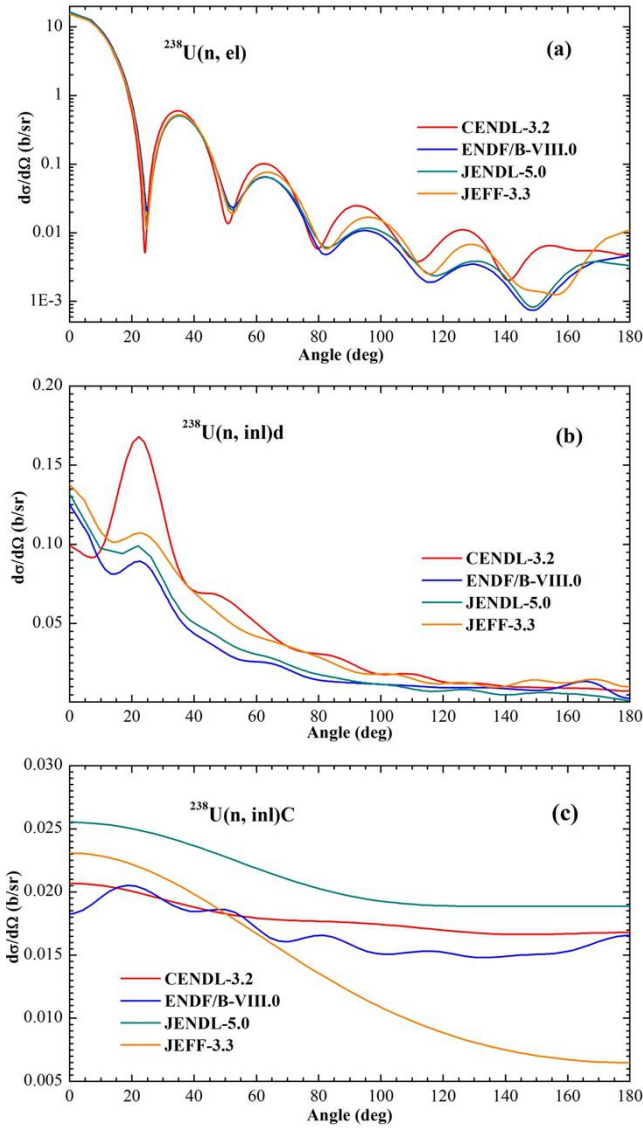 ²³⁸U(n, el)
(a)
dσ/dΩ (b/sr)
10
1
0.1
0.01
1E-3
CENDL-3.2
ENDF/B-VIII.0
JENDL-5.0
JEFF-3.3
0 20 40 60 80 100 120 140 160 180
Angle (deg)
²³⁸U(n, inl)d
(b)
dσ/dΩ (b/sr)
0.20
0.15
0.10
0.05
CENDL-3.2
ENDF/B-VIII.0
JENDL-5.0
JEFF-3.3
0 20 40 60 80 100 120 140 160 180
Angle (deg)
²³⁸U(n, inl)C
(c)
dσ/dΩ (b/sr)
0.030
0.025
0.020
0.015
0.010
0.005
CENDL-3.2
ENDF/B-VIII.0
JENDL-5.0
JEFF-3.3
0 20 40 60 80 100 120 140 160 180
Angle (deg)